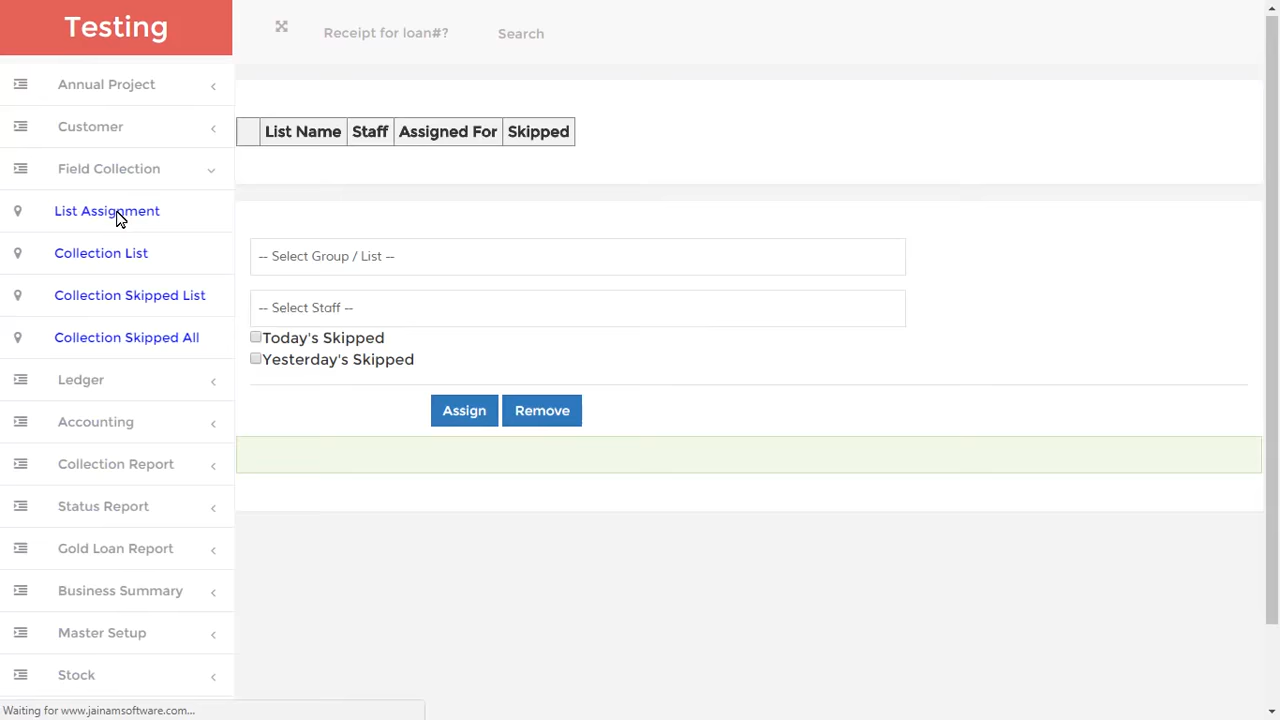 Testing
Receipt for loan#?
Search
Annual Project
Customer
Field Collection
List Assignment
Collection List
Collection Skipped List
Collection Skipped All
Ledger
Accounting
Collection Report
Status Report
Gold Loan Report
Business Summary
Master Setup
Stock
List Name Staff Assigned For Skipped
-- Select Group / List --
-- Select Staff --
Today's Skipped
Yesterday's Skipped
Assign Remove
Waiting for www.jainamsoftware.com...